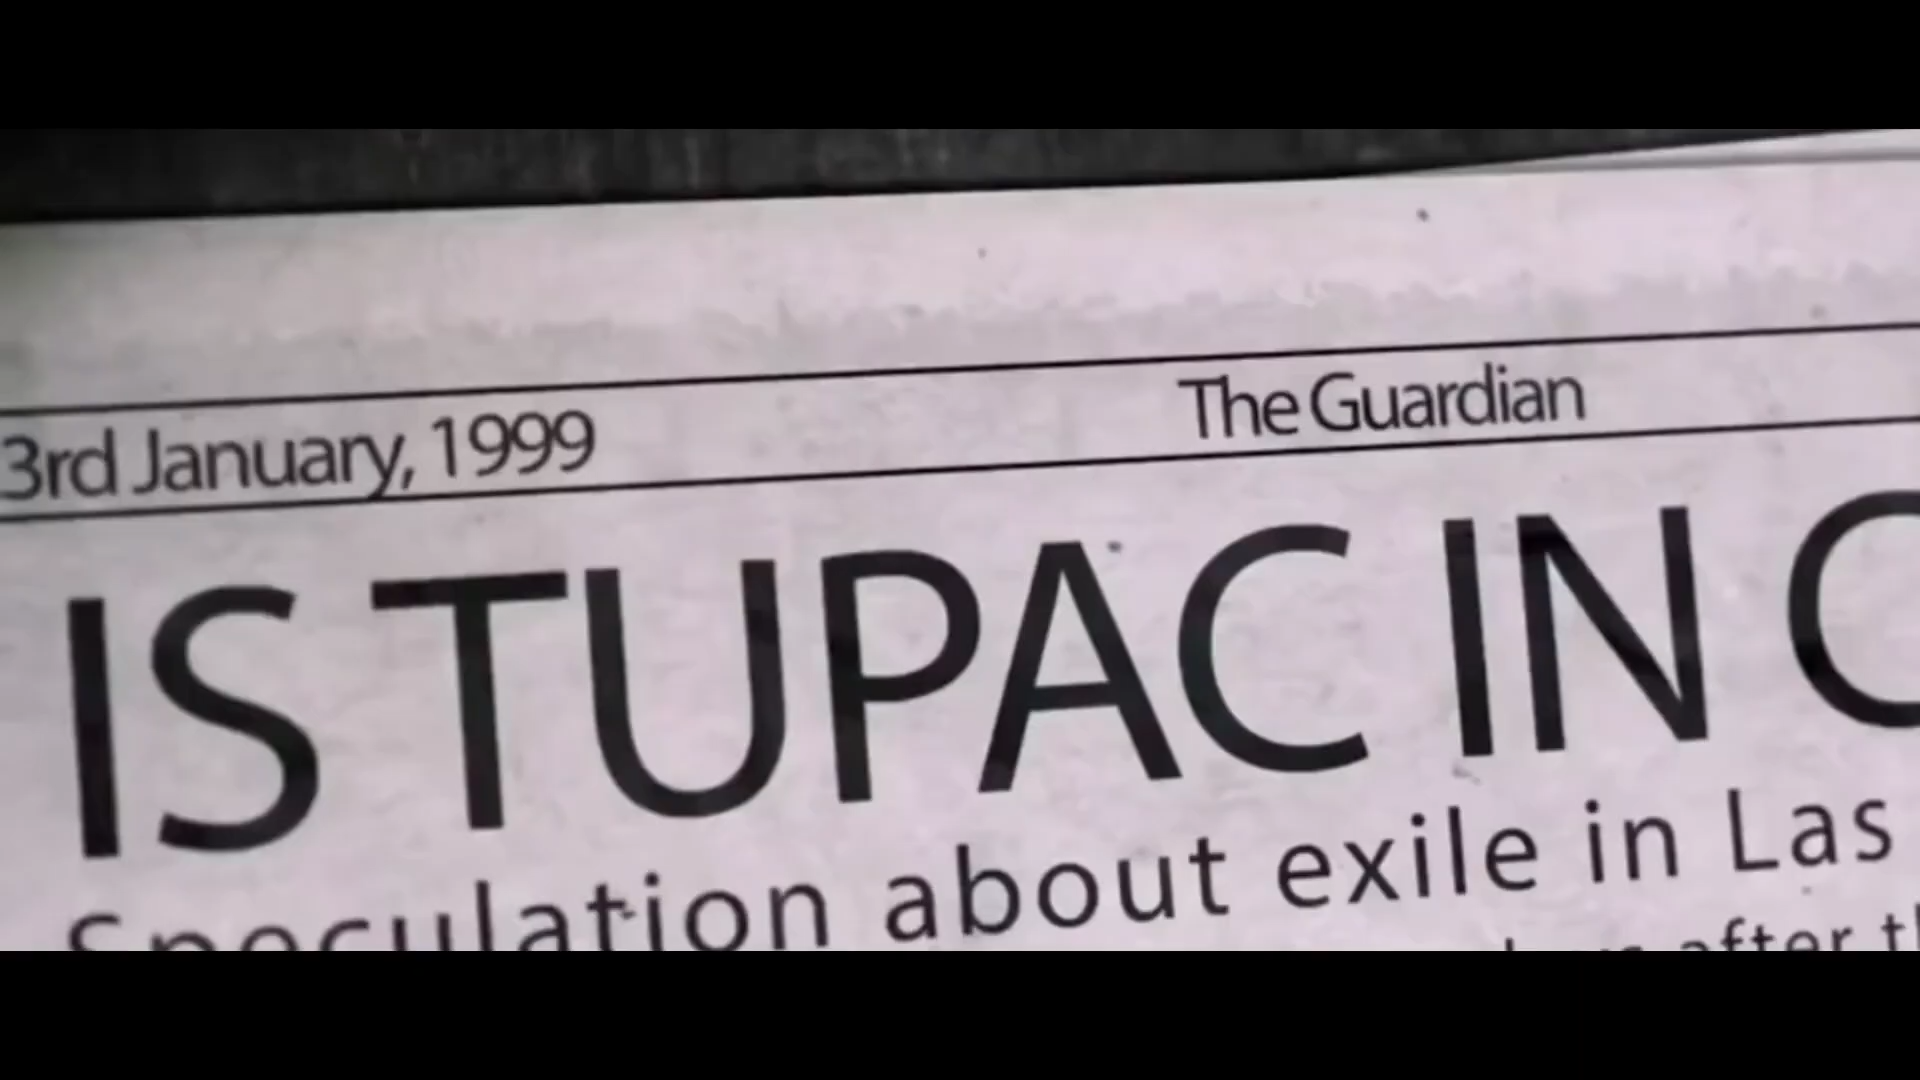 3rd January, 1999 The Guardian
IS TUPAC IN
Speculation about exile in Las
after